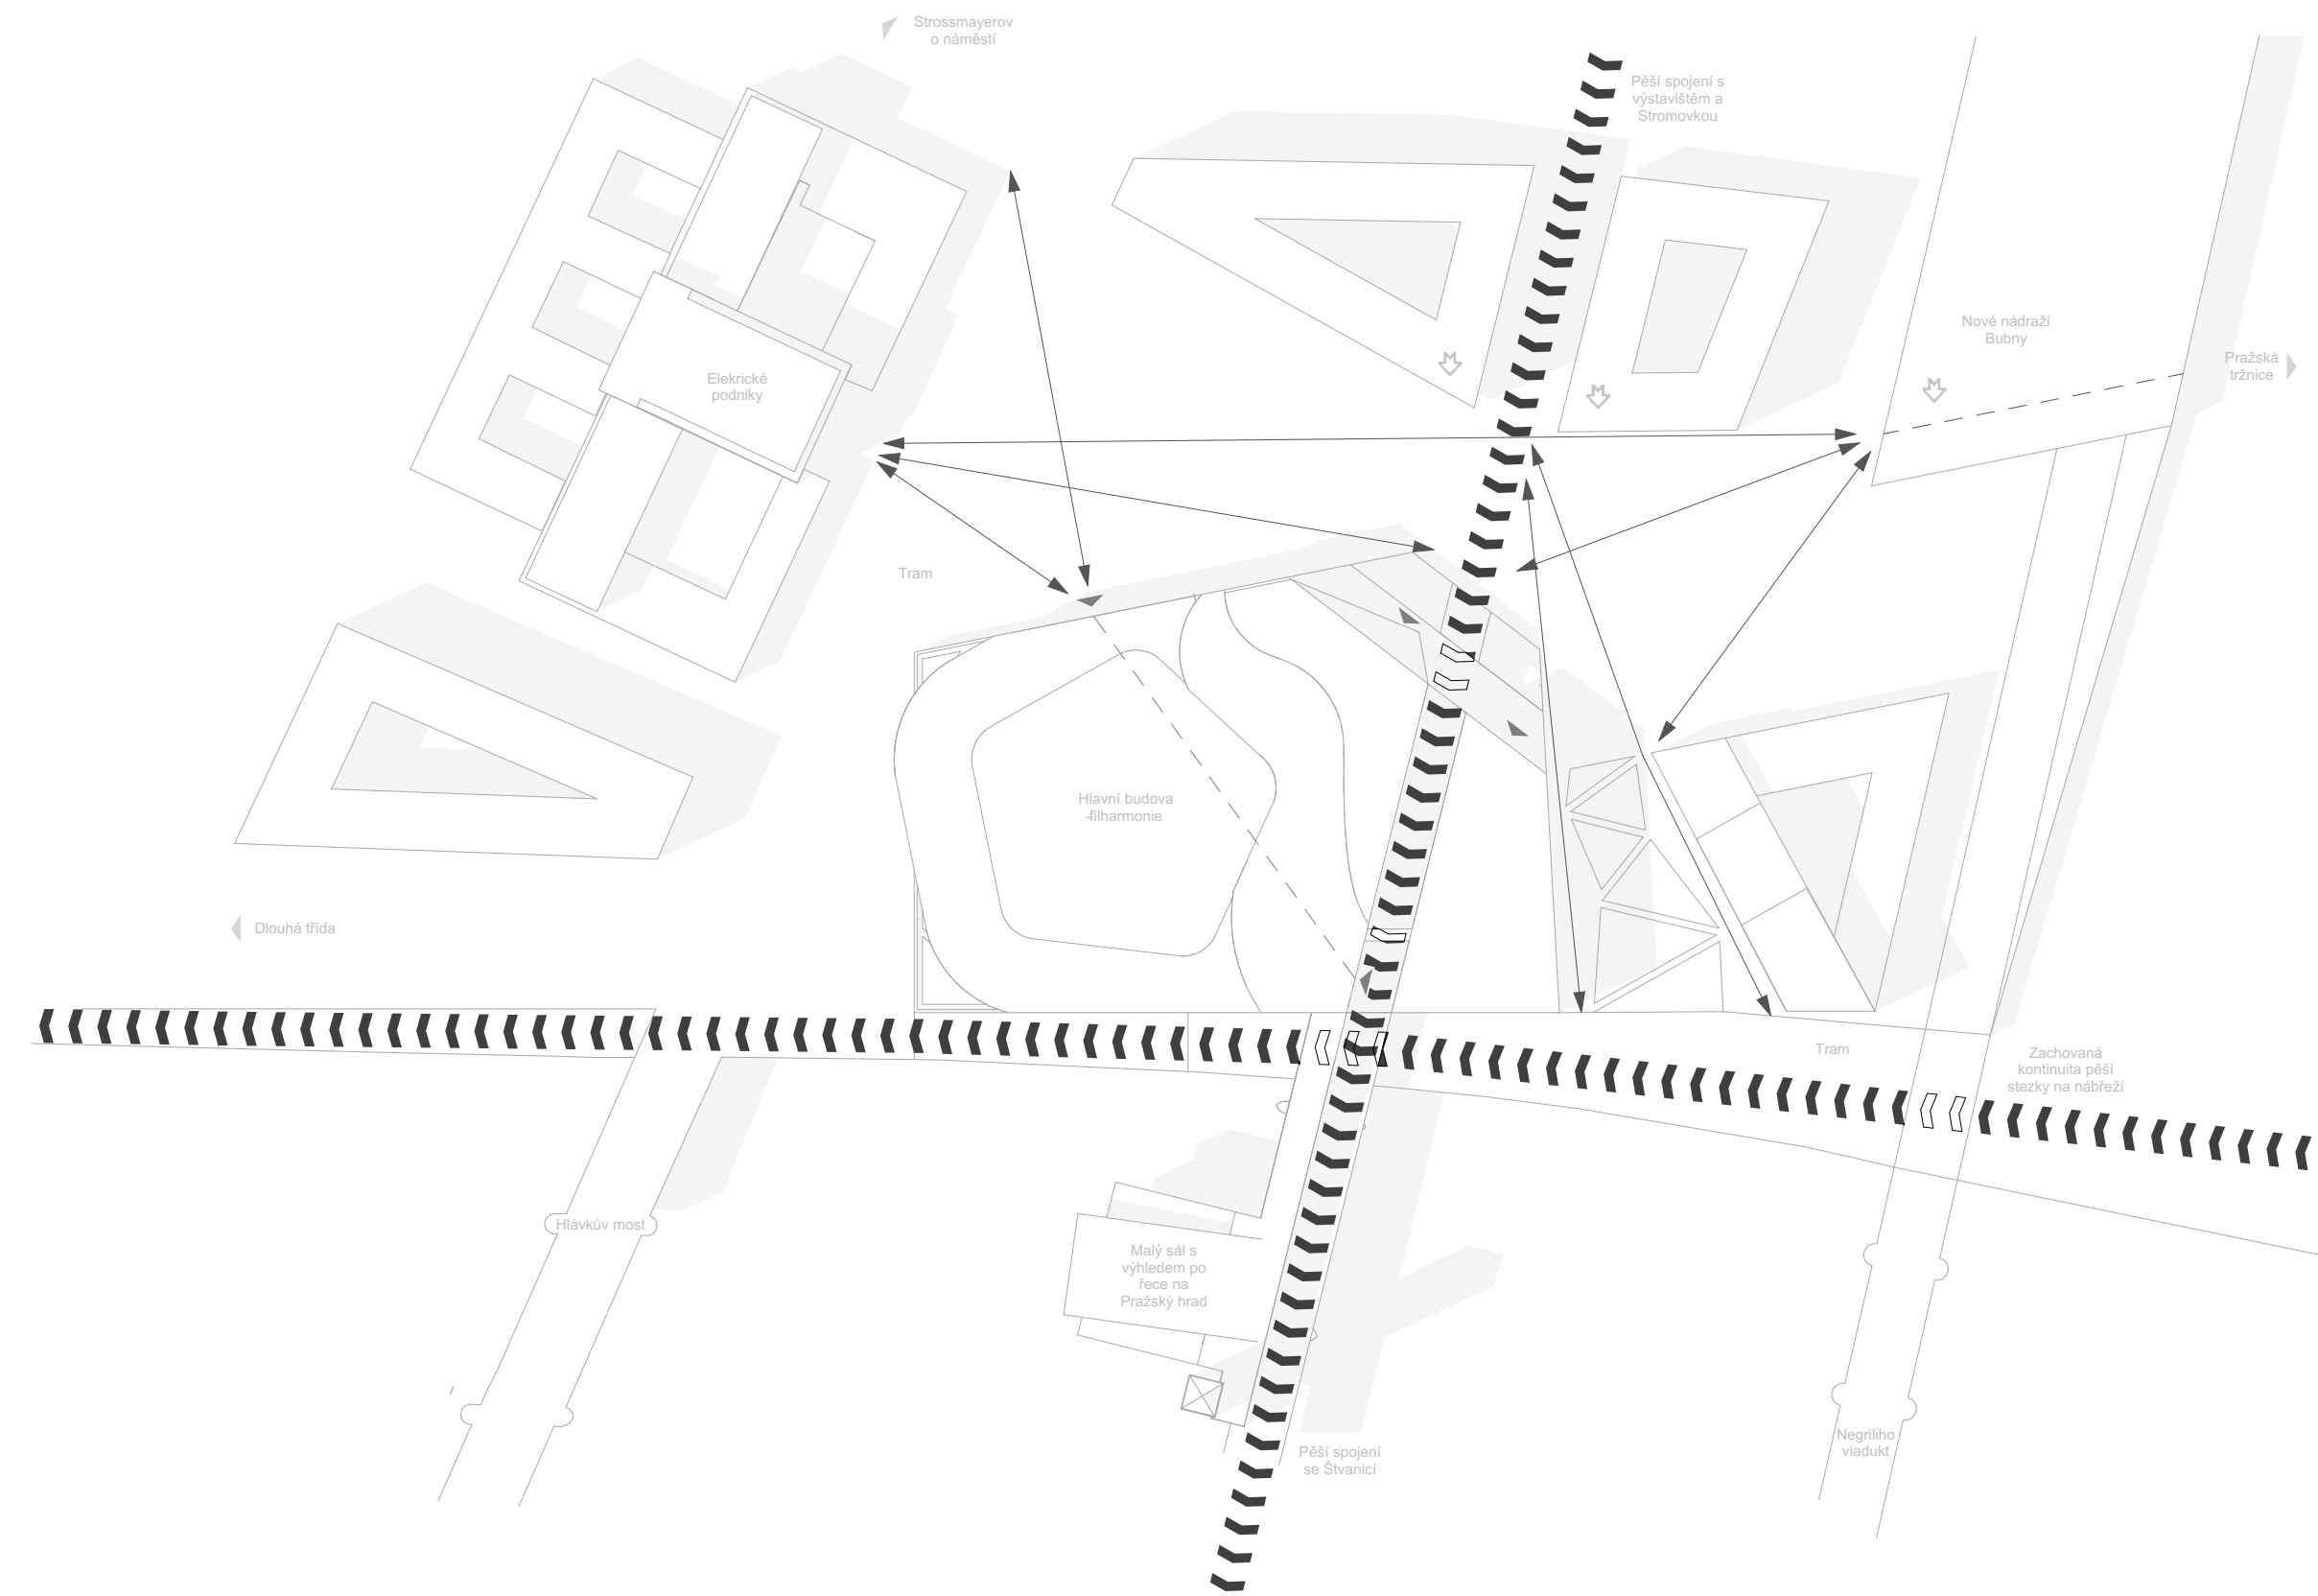 Strossmayerov
o náměstí
Pěší spojení s
výstavištěm a
Stromovkou
M
M
M
Nové nádraží
Bubny
Pražská
tržnice
Elekrické
podniky
Tram
Hlavní budova
-filharmonie
Dlouhá třída
Tram
Zachovaná
kontinuita pěší
stezky na nábřeží
Hlávkův most
Malý sál s
výhledem po
řece na
Pražský hrad
Pěší spojení
se Štvanicí
Negriliho
viadukt